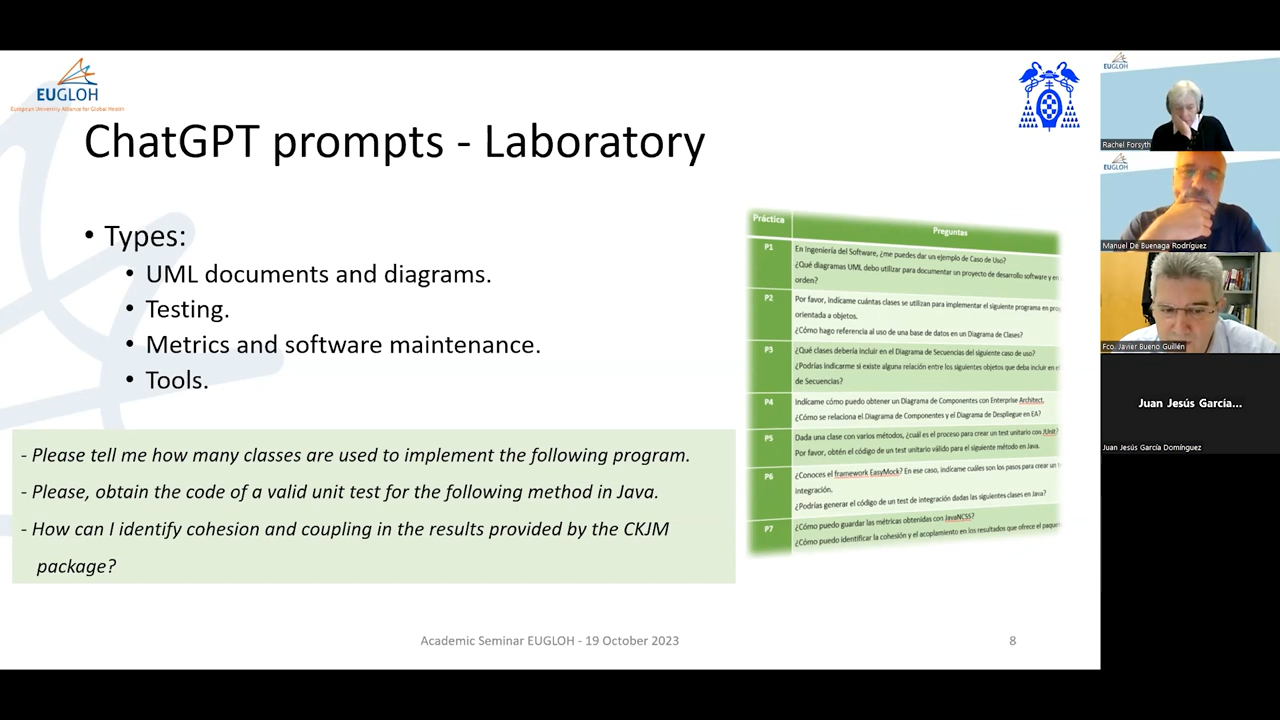 EUGLOH
European University Alliance for Global Health
ChatGPT prompts - Laboratory
• Types:
• UML documents and diagrams.
• Testing.
• Metrics and software maintenance.
• Tools.
- Please tell me how many classes are used to implement the following program.
- Please, obtain the code of a valid unit test for the following method in Java.
- How can I identify cohesion and coupling in the results provided by the CKJM
package?
Práctica Preguntas
P1 En Ingeniería del Software, ¿me puedes dar un ejemplo de Caso de Uso?
¿Qué diagramas UML debo utilizar para documentar un proyecto de desarrollo software y en
orden?
P2 Por favor, indícame cuántas clases se utilizan para implementar el siguiente programa en
orientada a objetos.
¿Cómo hago referencia al uso de una base de datos en un Diagrama de Clases?
P3 ¿Qué clases debería incluir en el Diagrama de Secuencias del siguiente caso de uso?
¿Podrías indicarme si existe alguna relación entre los siguientes objetos que deba incluir en
de Secuencias?
P4 Indícame cómo puedo obtener un Diagrama de Componentes con Enterprise Architect.
¿Cómo se relaciona el Diagrama de Componentes y el Diagrama de Despliegue en EA?
P5 Dada una clase con varios métodos, ¿cuál es el proceso para crear un test unitario con JUnit?
Por favor, obtén el código de un test unitario válido para el siguiente método en Java.
P6 ¿Conoces el framework EasyMock? En ese caso, indícame cuáles son los pasos para crear un
integración.
¿Podrías generar el código de un test de integración dadas las siguientes clases en Java?
P7 ¿Cómo puedo guardar las métricas obtenidas con JavaNCSS?
¿Cómo puedo identificar la cohesión y el acoplamiento en los resultados que ofrece el
Academic Seminar EUGLOH - 19 October 2023
8
EUGLOH
Rachel Forsyth
EUGLOH
Manuel De Buenaga Rodríguez
Fco. Javier Bueno Guillén
Juan Jesús García...
Juan Jesús García Domínguez